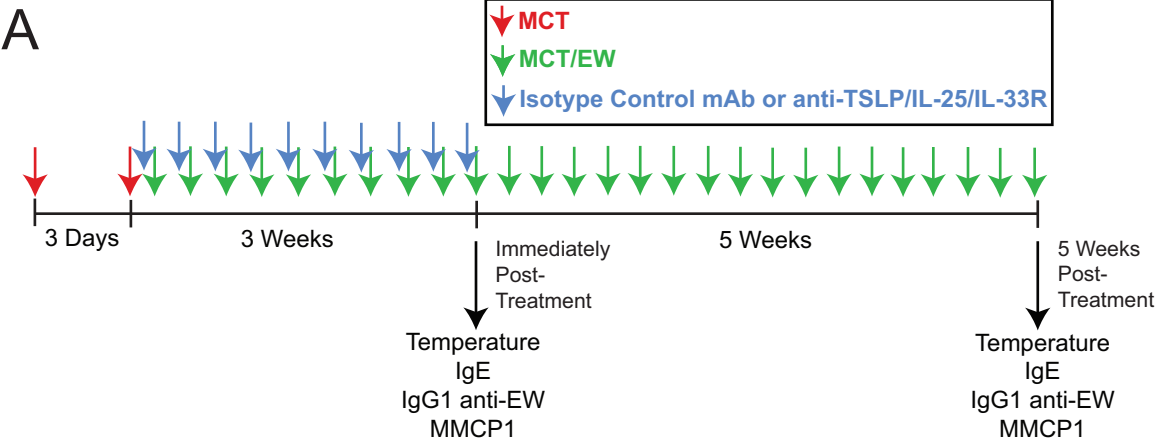 A
MCT
MCT/EW
Isotype Control mAb or anti-TSLP/IL-25/IL-33R
3 Days
3 Weeks
5 Weeks
Immediately
Post-
Treatment
5 Weeks
Post-
Treatment
Temperature
IgE
IgG1 anti-EW
MMCP1
Temperature
IgE
IgG1 anti-EW
MMCP1